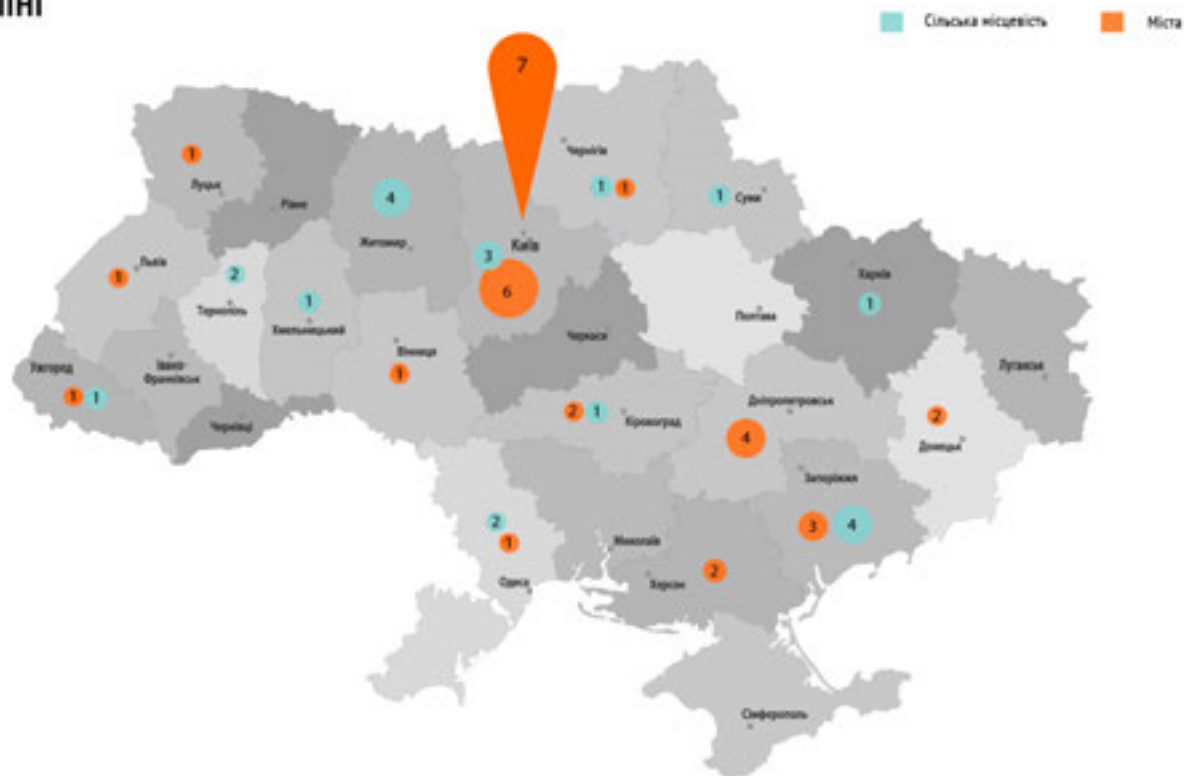 Сільська місцевість
Міста
7
Чернігів
1
1
1
Суми
1
Луцьк
Рівне
4
Житомир
Київ
3
6
Львів
1
2
Тернопіль
1
Хмельницький
Харків
1
Вінниця
1
Черкаси
Полтава
Луганськ
Ужгород
1
1
Івано-
Франківськ
Чернівці
2
1
Кіровоград
Дніпропетровськ
4
2
Донецьк
Запоріжжя
3
4
2
1
Одеса
Миколаїв
Херсон
2
Сімферополь